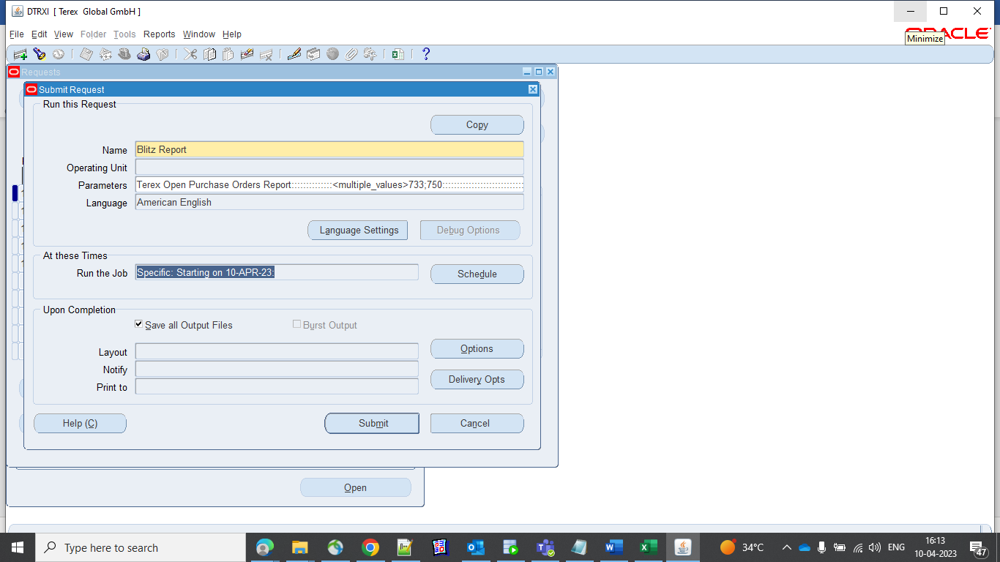 DTRXI [ Terex Global GmbH ]
File Edit View Folder Tools Reports Window Help
Minimize
Requests
Submit Request
Run this Request
Copy
Name Blitz Report
Operating Unit
Parameters Terex Open Purchase Orders Report:::::::::::::<multiple_values>733;750:::::::::::::::::::::::::
Language American English
Language Settings Debug Options
At these Times
Run the Job Specific: Starting on 10-APR-23:
Schedule
Upon Completion
Save all Output Files Burst Output
Layout
Options
Notify
Delivery Opts
Print to
Help (C) Submit Cancel
Open
Type here to search
34°C
ENG
16:13
10-04-2023
47